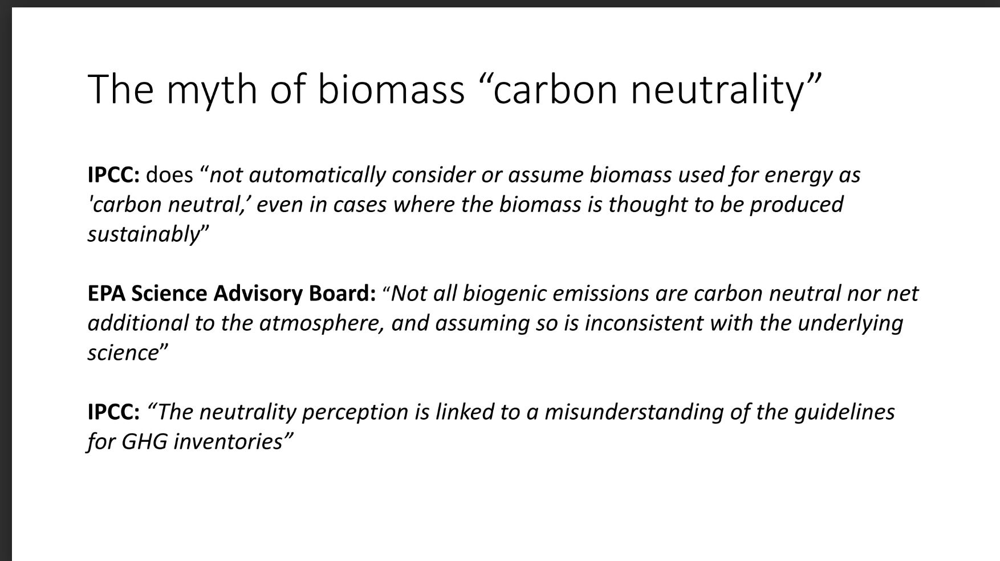 The myth of biomass “carbon neutrality”
IPCC: does “not automatically consider or assume biomass used for energy as
'carbon neutral,’ even in cases where the biomass is thought to be produced
sustainably”
EPA Science Advisory Board: “Not all biogenic emissions are carbon neutral nor net
additional to the atmosphere, and assuming so is inconsistent with the underlying
science”
IPCC: “The neutrality perception is linked to a misunderstanding of the guidelines
for GHG inventories”